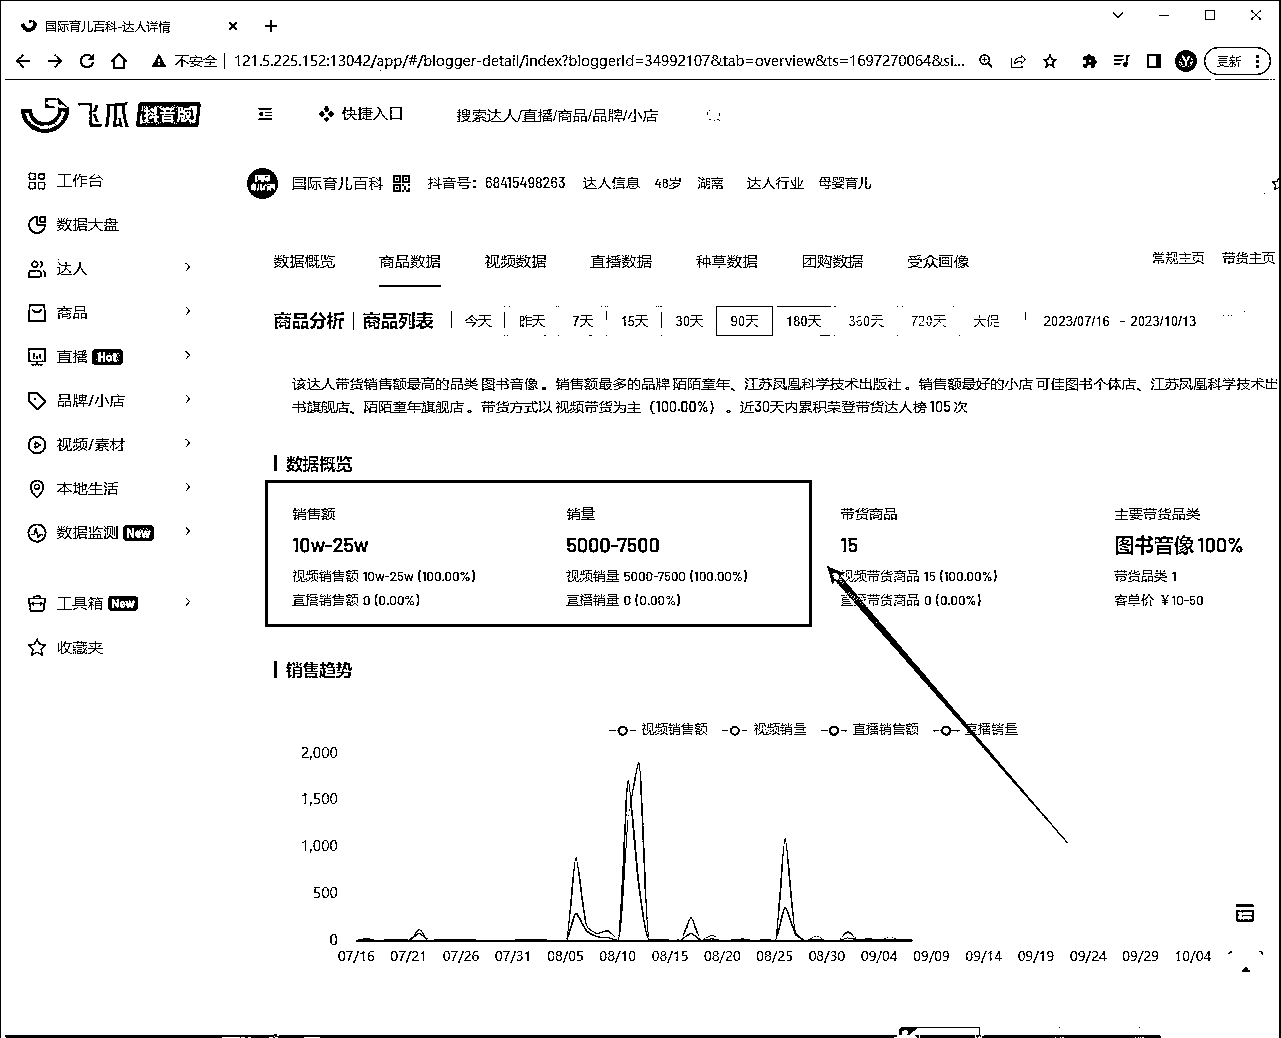 国际育儿百科-达人详情
不安全 121.5.225.152:13042/app/#/blogger-detail/index?bloggerId=34992107&tab=overview&ts=1697270064&si...
更新
飞瓜 抖音版
快捷入口
搜索达人/直播/商品/品牌/小店
国际育儿百科 抖音号：68415498263 达人信息 48岁 湖南 达人行业 母婴育儿
工作台
数据大盘
达人
商品
直播 Hot
品牌/小店
视频/素材
本地生活
数据监测 New
工具箱 New
收藏夹
数据概览 商品数据 视频数据 直播数据 种草数据 团购数据 受众画像 常规主页 带货主页
商品分析 | 商品列表 今天 昨天 7天 15天 30天 90天 180天 360天 720天 大促 2023/07/16 - 2023/10/13
该达人带货销售额最高的品类 图书音像 。销售额最多的品牌 陌陌童年、江苏凤凰科学技术出版社 。销售额最好的小店 可佳图书个体店、江苏凤凰科学技术出
书旗舰店、陌陌童年旗舰店 。带货方式以 视频带货为主（100.00%） 。近30天内累积荣登带货达人榜 105 次
数据概览
销售额 销量 带货商品 主要带货品类
10w-25w 5000-7500 15 图书音像 100%
视频销售额 10w-25w (100.00%) 视频销量 5000-7500 (100.00%) 视频带货商品 15 (100.00%) 带货品类 1
直播销售额 0 (0.00%) 直播销量 0 (0.00%) 直播带货商品 0 (0.00%) 客单价 ￥10-50
销售趋势
视频销售额 视频销量 直播销售额 直播销量
2,000
1,500
1,000
500
0
07/16 07/21 07/26 07/31 08/05 08/10 08/15 08/20 08/25 08/30 09/04 09/09 09/14 09/19 09/24 09/29 10/04